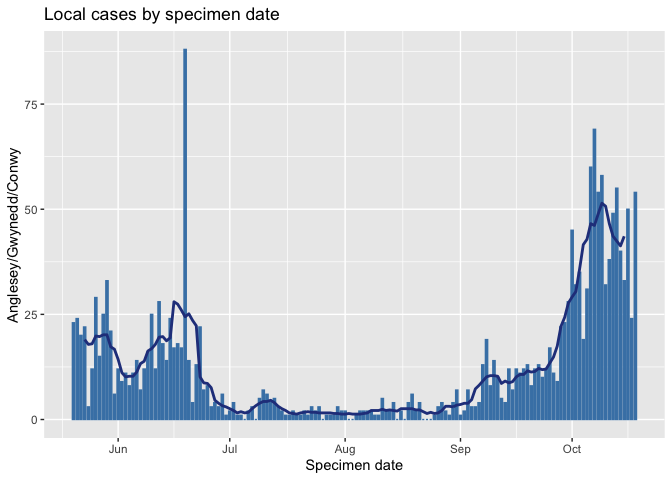 Local cases by specimen date
Anglesey/Gwynedd/Conwy
75
50
25
0
Jun Jul Aug Sep Oct
Specimen date